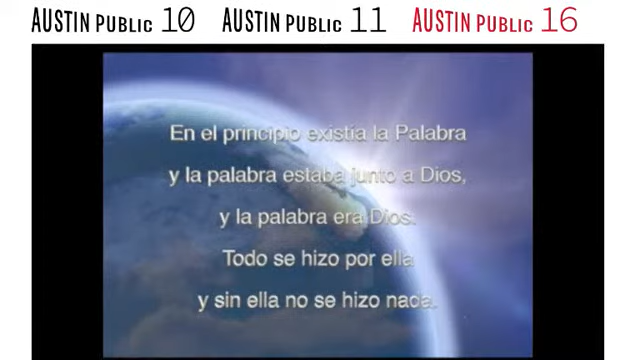 AUSTIN PUBLIC 10 AUSTIN PUBLIC 11 AUSTIN PUBLIC 16
En el principio existía la Palabra
y la palabra estaba junto a Dios,
y la palabra era Dios.
Todo se hizo por ella
y sin ella no se hizo nada.